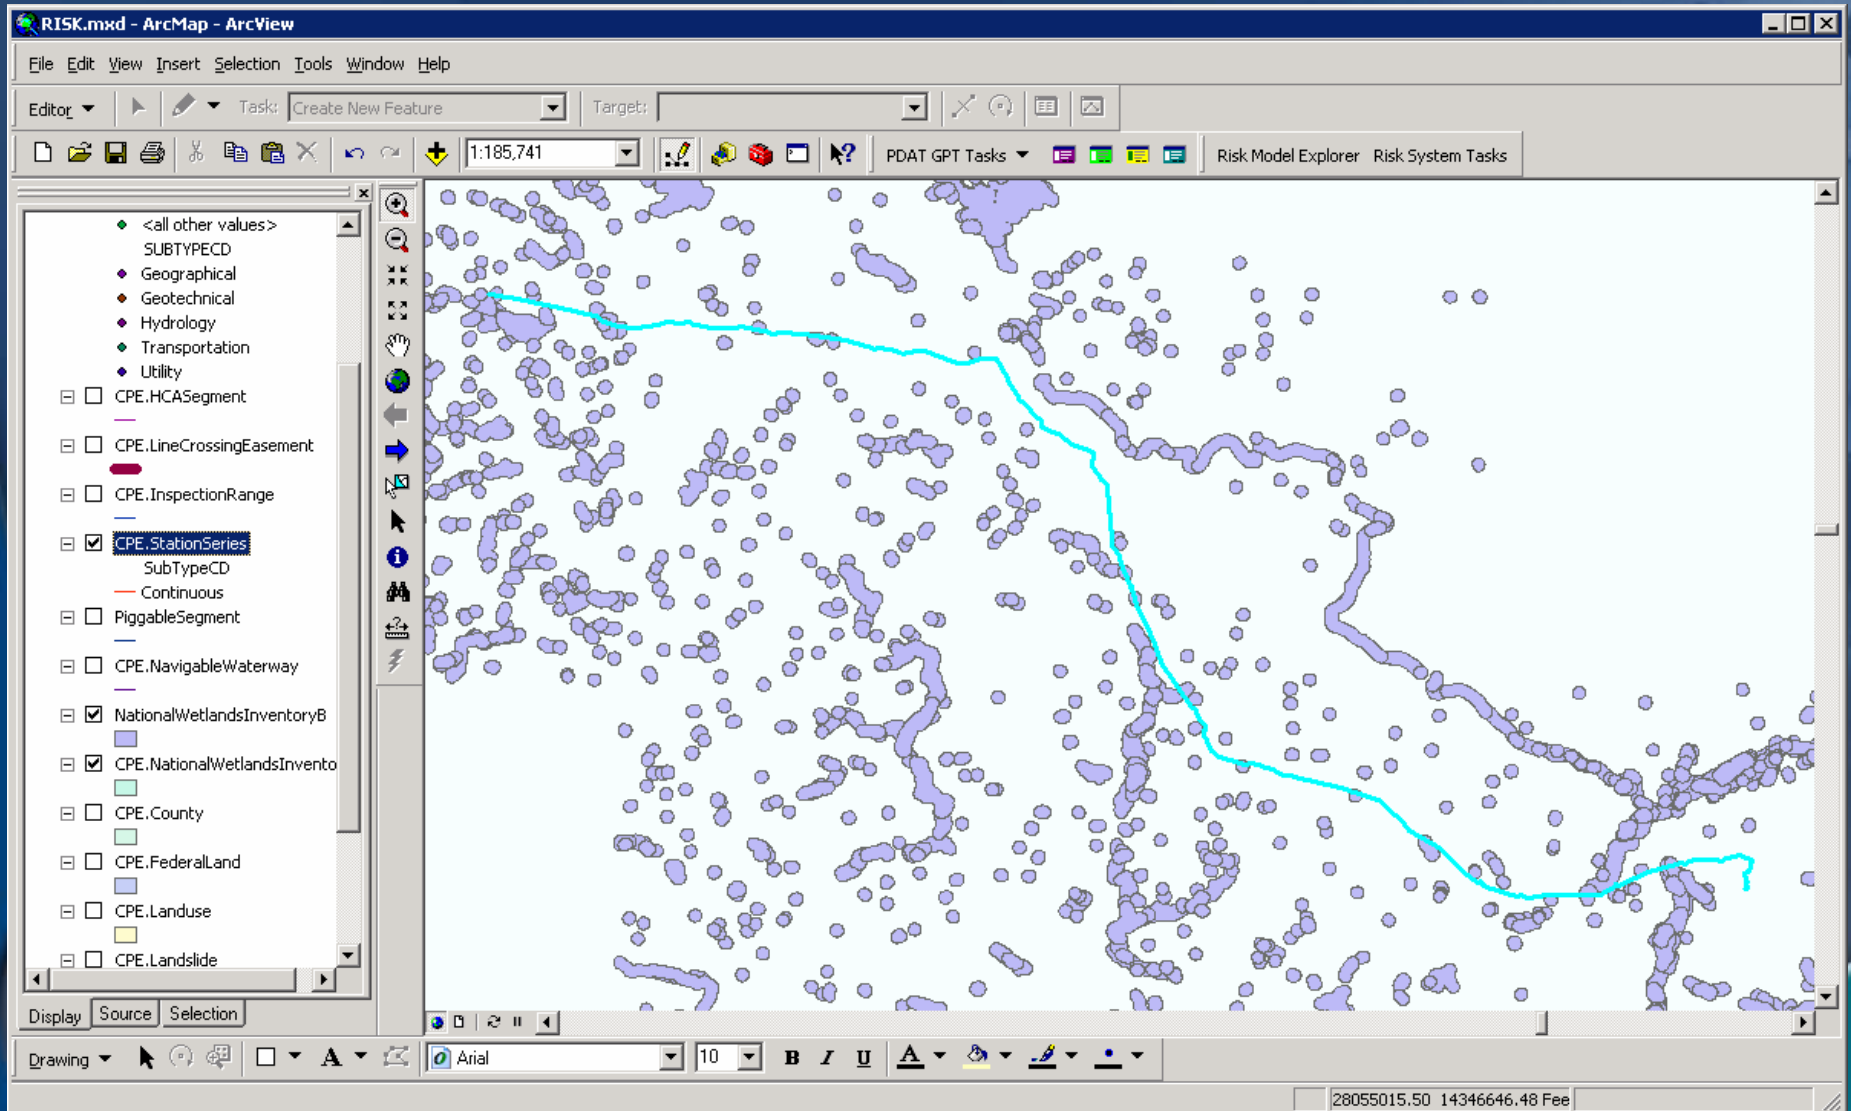 RISK.mxd - ArcMap - ArcView
File Edit View Insert Selection Tools Window Help
Editor Task: Create New Feature Target:
1:185,741 PDAT GPT Tasks Risk Model Explorer Risk System Tasks
<all other values>
SUBTYPECD
Geographical
Geotechnical
Hydrology
Transportation
Utility
CPE.HCASegment
CPE.LineCrossingEasement
CPE.InspectionRange
CPE.StationSeries
SubTypeCD
Continuous
PiggableSegment
CPE.NavigableWaterway
NationalWetlandsInventoryB
CPE.NationalWetlandsInvento
CPE.County
CPE.FederalLand
CPE.Landuse
CPE.Landslide
Display Source Selection
Drawing A Arial 10 B I U A
28055015.50 14346646.48 Fee